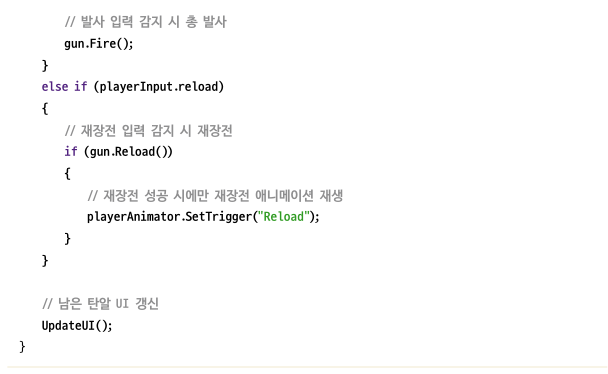 // 발사 입력 감지 시 총 발사
gun.Fire();
}
else if (playerInput.reload)
{
// 재장전 입력 감지 시 재장전
if (gun.Reload())
{
// 재장전 성공 시에만 재장전 애니메이션 재생
playerAnimator.SetTrigger("Reload");
}
}
// 남은 탄알 UI 갱신
UpdateUI();
}